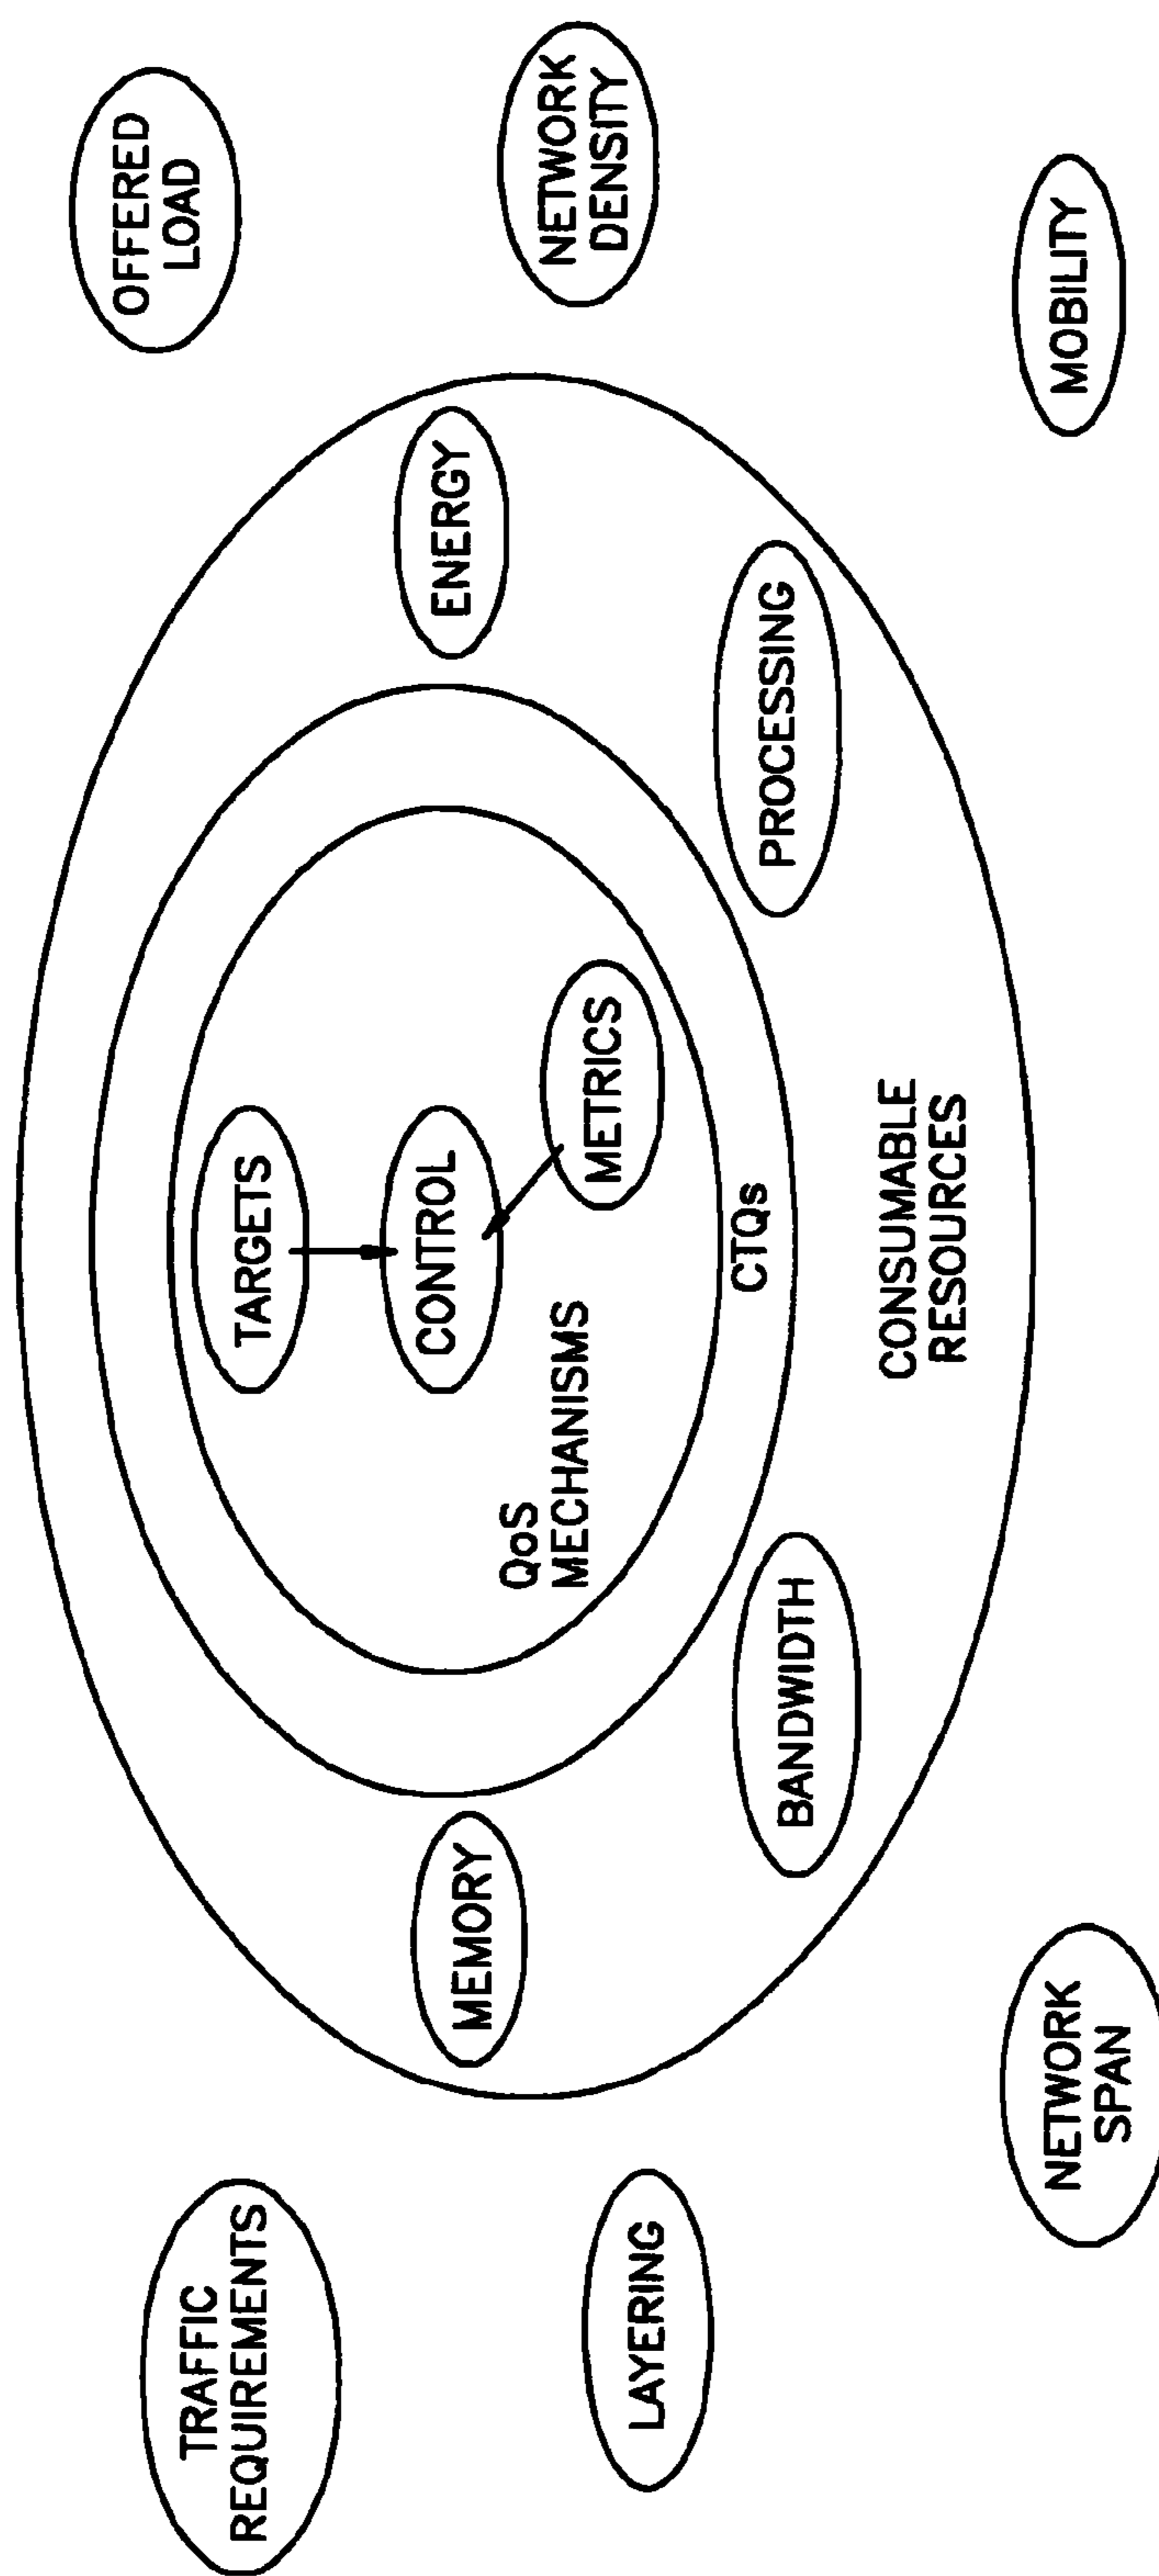 TRAFFIC
REQUIREMENTS
OFFERED
LOAD
TARGETS
MEMORY
CONTROL
ENERGY
LAYERING
QoS
MECHANISMS
METRICS
NETWORK
DENSITY
CTQs
BANDWIDTH
PROCESSING
CONSUMABLE
RESOURCES
NETWORK
SPAN
MOBILITY